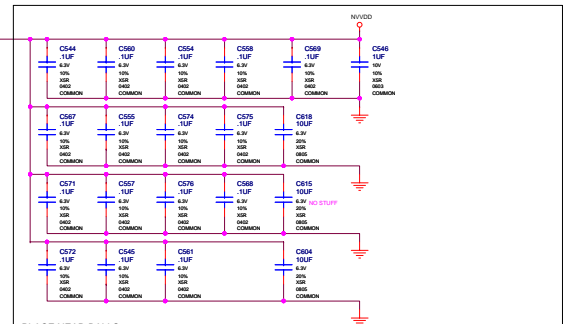 NVVDD
C544
.1UF
6.3V
10%
X5R
0402
COMMON
C560
.1UF
6.3V
10%
X5R
0402
COMMON
C554
.1UF
6.3V
10%
X5R
0402
COMMON
C558
.1UF
6.3V
10%
X5R
0402
COMMON
C569
.1UF
6.3V
10%
X5R
0402
COMMON
C546
1UF
10V
10%
X5R
0603
COMMON
C567
.1UF
6.3V
10%
X5R
0402
COMMON
C555
.1UF
6.3V
10%
X5R
0402
COMMON
C574
.1UF
6.3V
10%
X5R
0402
COMMON
C575
.1UF
6.3V
10%
X5R
0402
COMMON
C618
10UF
6.3V
20%
X5R
0805
COMMON
C571
.1UF
6.3V
10%
X5R
0402
COMMON
C557
.1UF
6.3V
10%
X5R
0402
COMMON
C576
.1UF
6.3V
10%
X5R
0402
COMMON
C568
.1UF
6.3V
10%
X5R
0402
COMMON
C615
10UF
6.3V NO STUFF
20%
X5R
0805
COMMON
C572
.1UF
6.3V
10%
X5R
0402
COMMON
C545
.1UF
6.3V
10%
X5R
0402
COMMON
C561
.1UF
6.3V
10%
X5R
0402
COMMON
C604
10UF
6.3V
20%
X5R
0805
COMMON